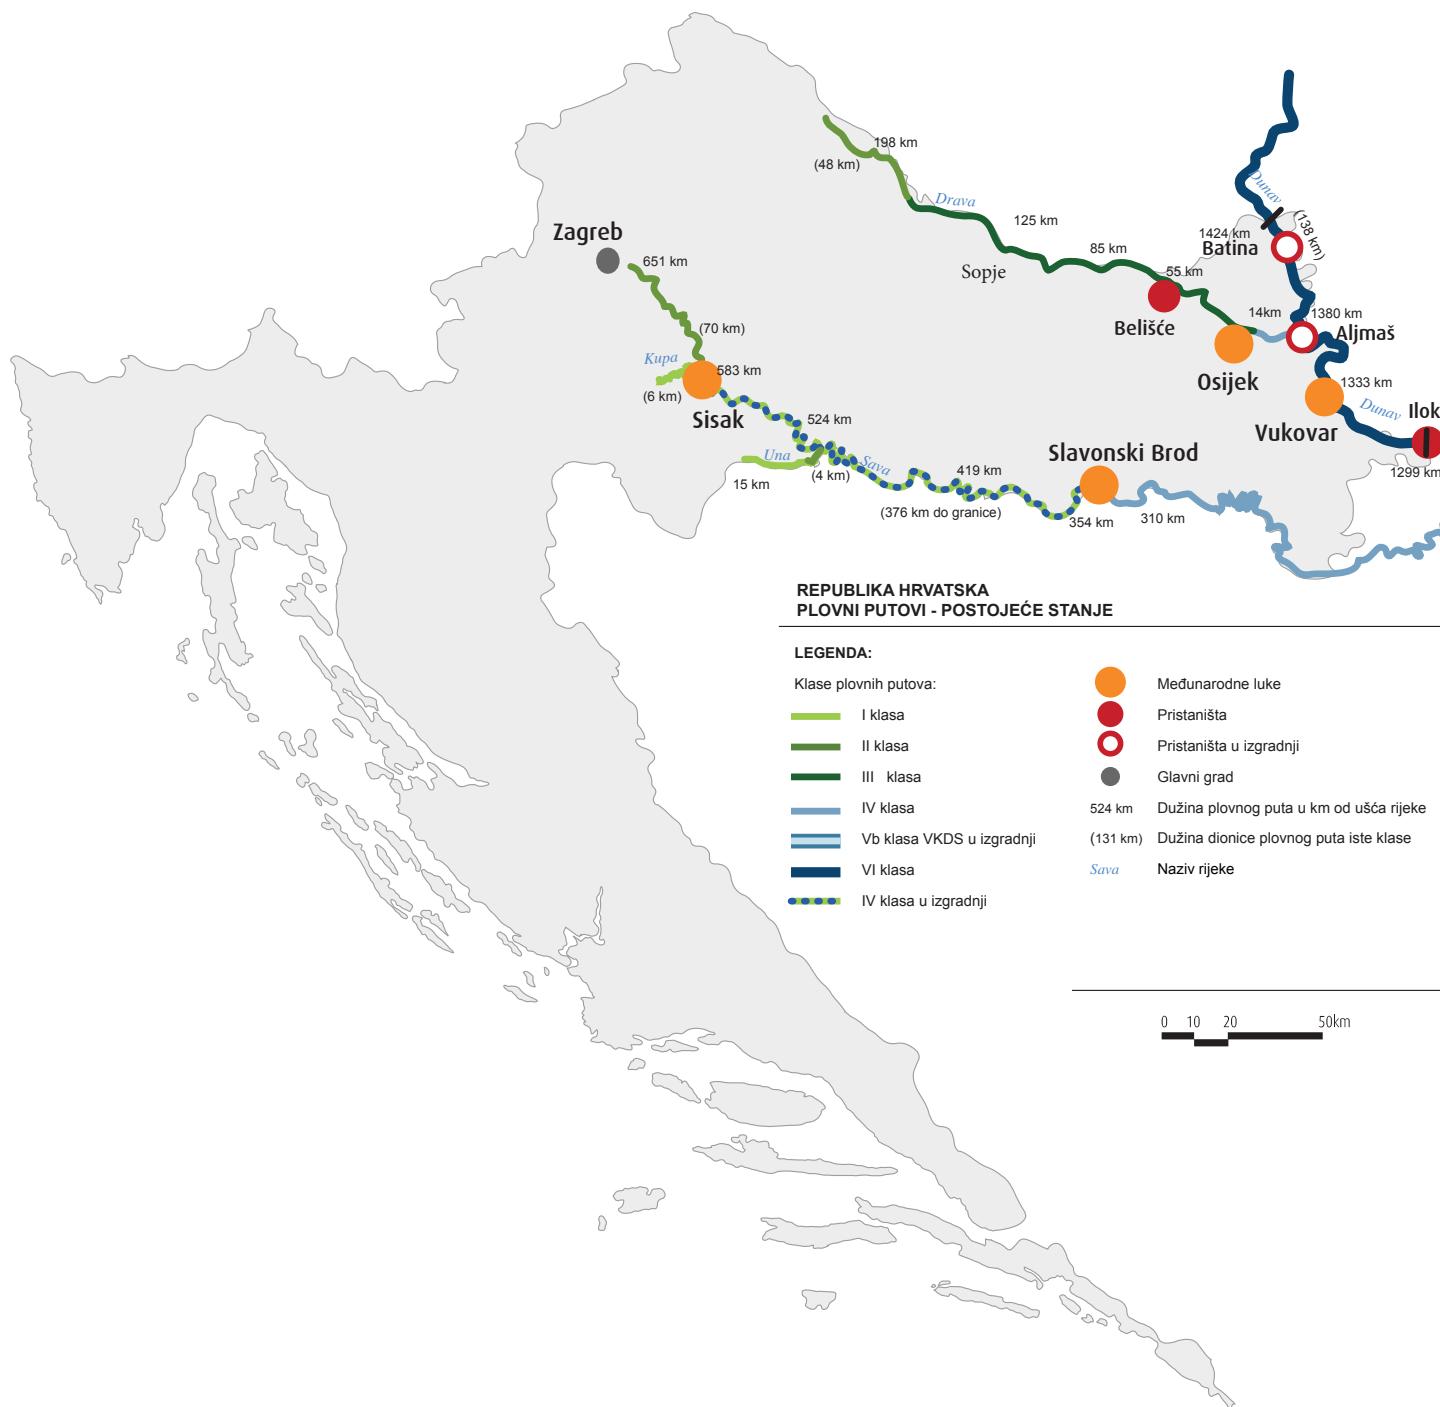 198 km
(48 km)
Drava
125 km
Sopje
85 km
55 km
Belišće
14km
Osijek
Dunav
(138 km)
1424 km
Batina
1380 km
Aljmaš
1333 km
Vukovar
Dunav
Ilok
1299 km
Zagreb
651 km
(70 km)
Kupa
(6 km)
583 km
Sisak
524 km
Una
15 km
(4 km)
Sava
419 km
(376 km do granice)
Slavonski Brod
354 km
310 km
REPUBLIKA HRVATSKA
PLOVNI PUTOVI - POSTOJEĆE STANJE
LEGENDA:
Klase plovnih putova:
I klasa
II klasa
III klasa
IV klasa
Vb klasa VKDS u izgradnji
VI klasa
IV klasa u izgradnji
Međunarodne luke
Pristaništa
Pristaništa u izgradnji
Glavni grad
524 km Dužina plovnog puta u km od ušća rijeke
(131 km) Dužina dionice plovnog puta iste klase
Sava Naziv rijeke
0 10 20 50km